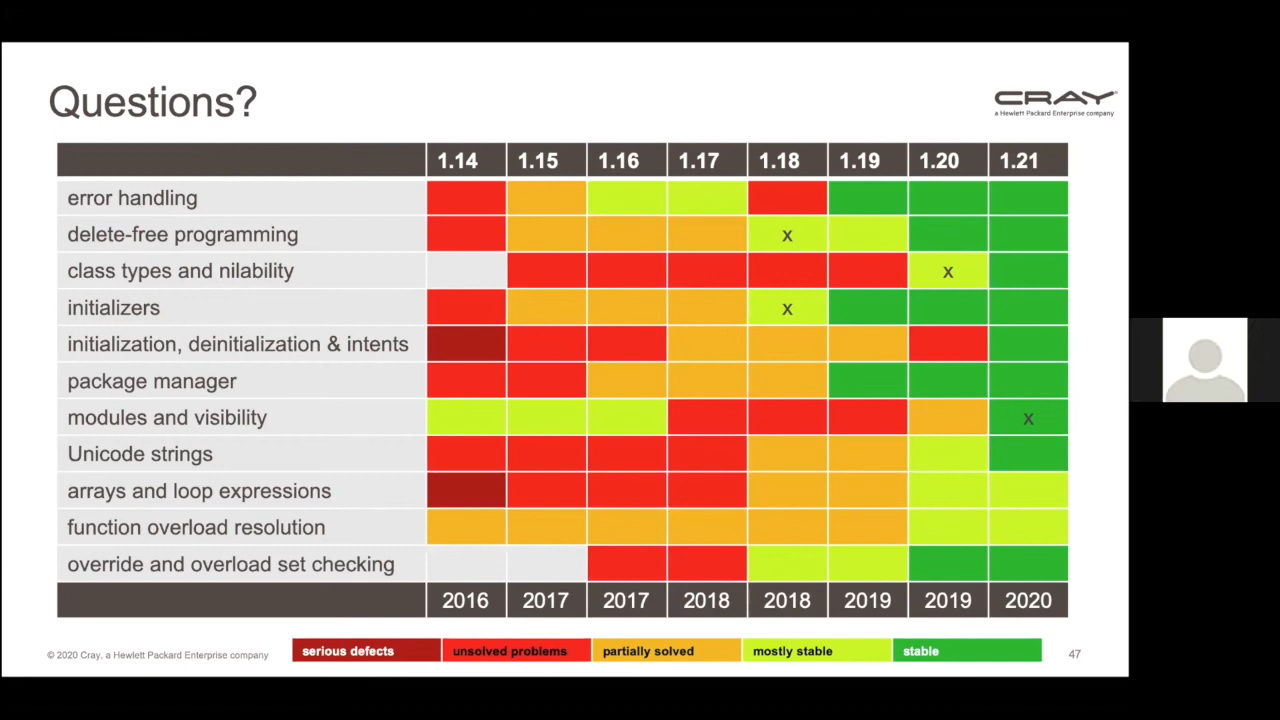 Questions?
CRAY
a Hewlett Packard Enterprise company
1.14 1.15 1.16 1.17 1.18 1.19 1.20 1.21
error handling
delete-free programming x
class types and nilability x
initializers x
initialization, deinitialization & intents
package manager
modules and visibility x
Unicode strings
arrays and loop expressions
function overload resolution
override and overload set checking
2016 2017 2017 2018 2018 2019 2019 2020
© 2020 Cray, a Hewlett Packard Enterprise company serious defects unsolved problems partially solved mostly stable stable 47